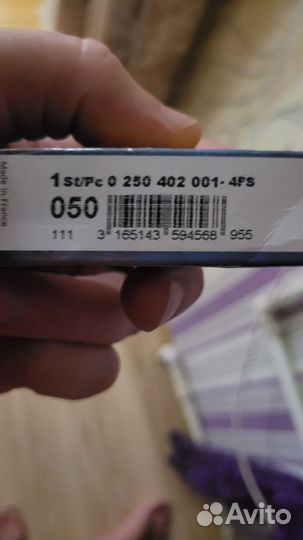 Made in France
1 St/Pc 0 250 402 001- 4FS
050
111 3 165143 594568 955
Avito